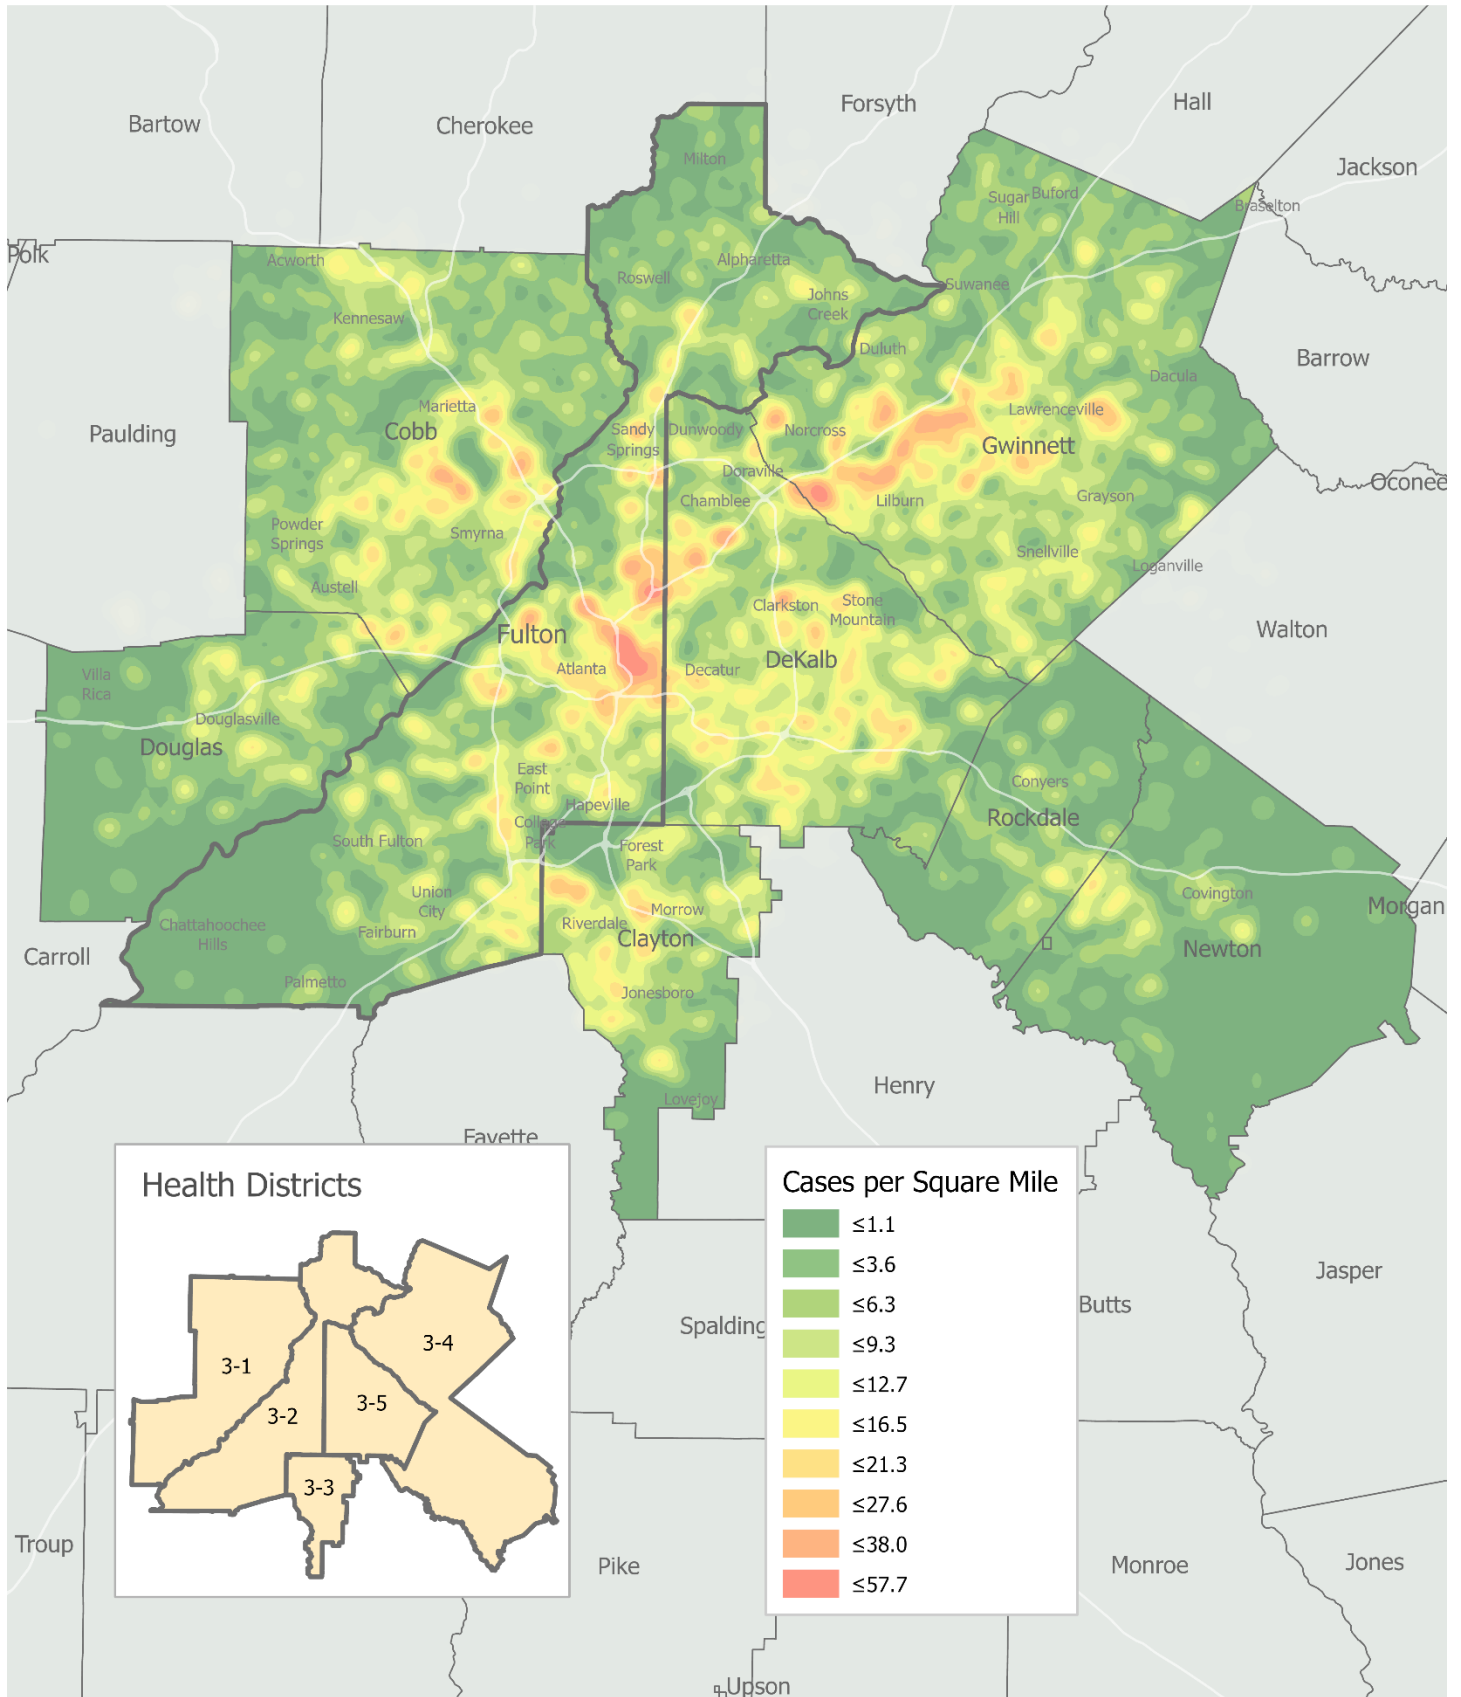 Forsyth
Hall
Bartow
Cherokee
Milton
Jackson
Sugar
Hill
Buford
Braselton
Polk
Acworth
Alpharetta
Roswell
Johns
Creek
Suwanee
Kennesaw
Duluth
Barrow
Dacula
Marietta
Lawrenceville
Paulding
Cobb
Sandy
Springs
Dunwoody
Norcross
Gwinnett
Doraville
Oconee
Chamblee
Lilburn
Grayson
Powder
Springs
Smyrna
Snellville
Loganville
Austell
Clarkston
Stone
Mountain
Fulton
Walton
Villa
Rica
Atlanta
Decatur
DeKalb
Douglasville
Douglas
East
Point
Conyers
Hapeville
Rockdale
College
Park
South Fulton
Forest
Park
Union
City
Covington
Morgan
Chattahoochee
Hills
Fairburn
Riverdale
Morrow
Clayton
Newton
Carroll
Palmetto
Jonesboro
Henry
Lovejoy
Fayette
Health Districts
3-1
3-2
3-3
3-4
3-5
Cases per Square Mile
≤1.1
≤3.6
≤6.3
≤9.3
≤12.7
≤16.5
≤21.3
≤27.6
≤38.0
≤57.7
Jasper
Spalding
Butts
Troup
Pike
Monroe
Jones
Upson